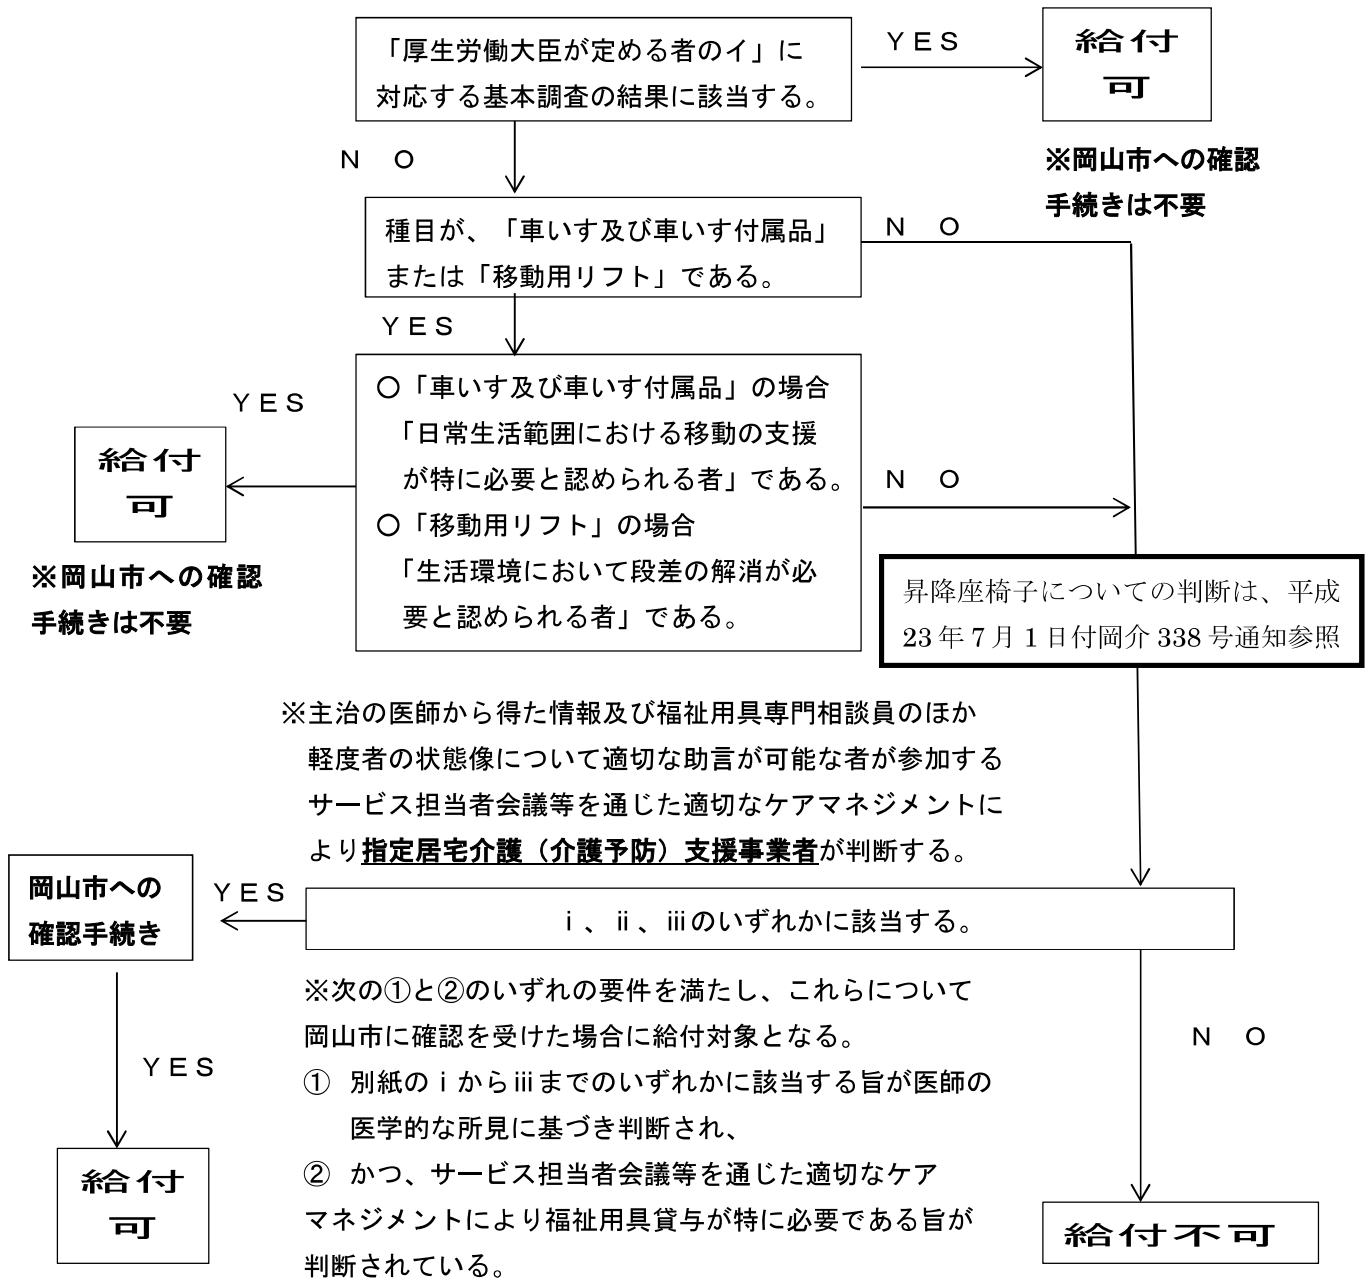 「厚生労働大臣が定める者のイ」に
対応する基本調査の結果に該当する。
ＹＥＳ
給付
可
※岡山市への確認
手続きは不要
Ｎ　Ｏ
種目が、「車いす及び車いす付属品」
または「移動用リフト」である。
Ｎ　Ｏ
ＹＥＳ
〇「車いす及び車いす付属品」の場合
「日常生活範囲における移動の支援
が特に必要と認められる者」である。
〇「移動用リフト」の場合
「生活環境において段差の解消が必
要と認められる者」である。
ＹＥＳ
給付
可
※岡山市への確認
手続きは不要
Ｎ　Ｏ
昇降座椅子についての判断は、平成
23 年 7 月 1 日付岡介 338 号通知参照
※主治の医師から得た情報及び福祉用具専門相談員のほか
軽度者の状態像について適切な助言が可能な者が参加する
サービス担当者会議等を通じた適切なケアマネジメントに
より指定居宅介護（介護予防）支援事業者が判断する。
ⅰ、ⅱ、ⅲのいずれかに該当する。
ＹＥＳ
岡山市への
確認手続き
ＹＥＳ
給付
可
※次の①と②のいずれの要件を満たし、これらについて
岡山市に確認を受けた場合に給付対象となる。
①　別紙のⅰからⅲまでのいずれかに該当する旨が医師の
医学的な所見に基づき判断され、
②　かつ、サービス担当者会議等を通じた適切なケア
マネジメントにより福祉用具貸与が特に必要である旨が
判断されている。
Ｎ　Ｏ
給付不可